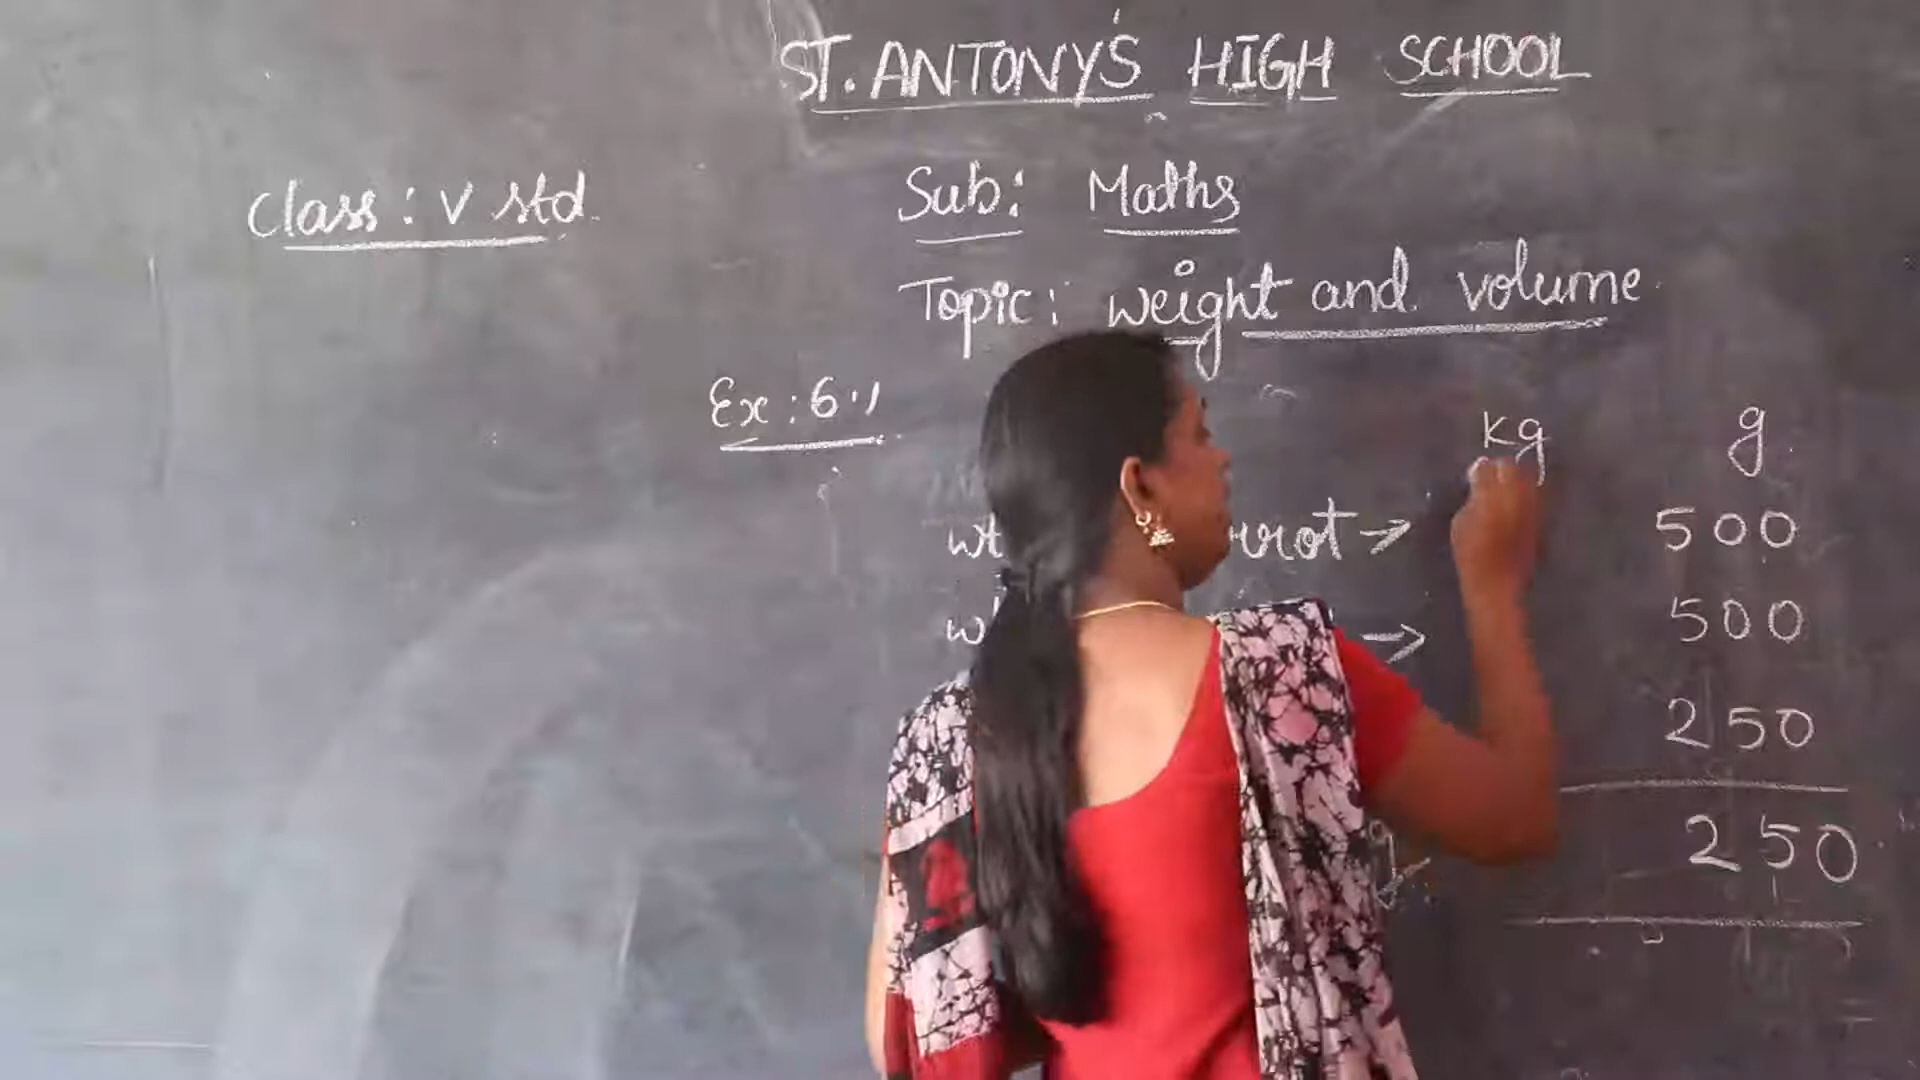 ST. ANTONY'S HIGH SCHOOL
Class: V std
Sub: Maths
Topic: weight and volume
Ex: 6.1
kg g
→ 500
→ 500
250
250